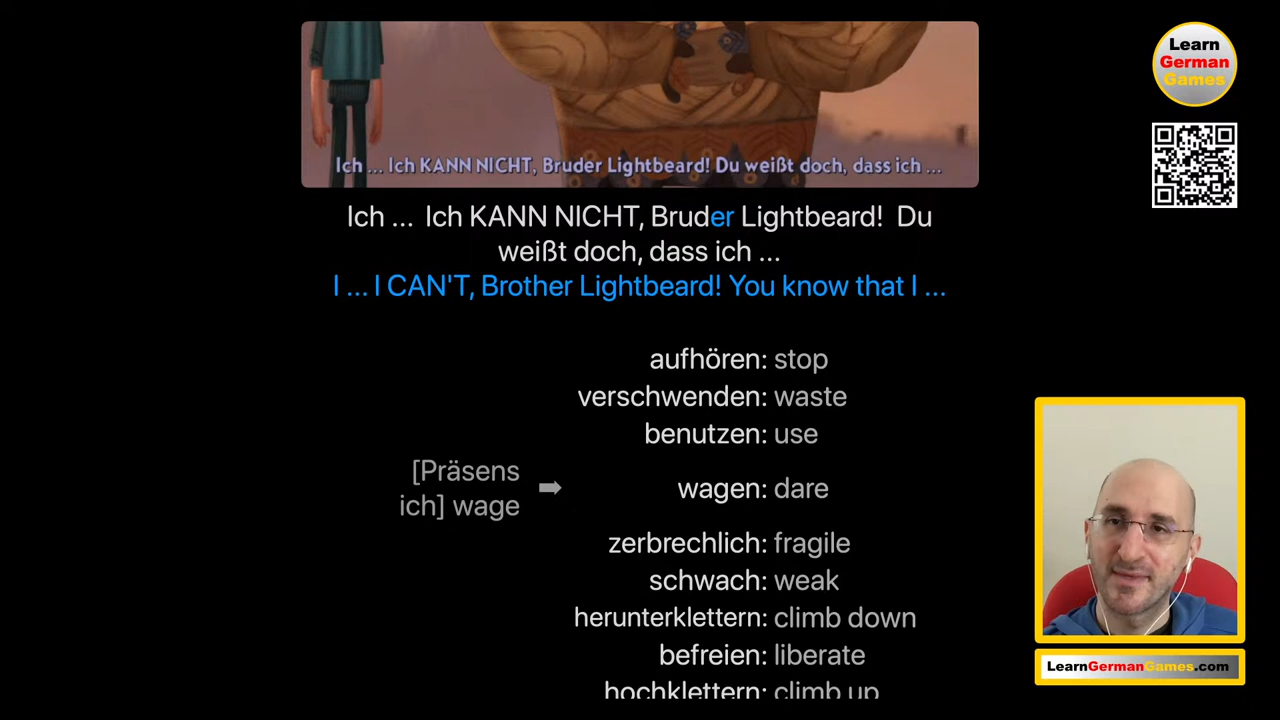 Ich ... Ich KANN NICHT, Bruder Lightbeard! Du weißt doch, dass ich ...
Ich ... Ich KANN NICHT, Bruder Lightbeard! Du
weißt doch, dass ich ...
I ... I CAN'T, Brother Lightbeard! You know that I ...
aufhören: stop
verschwenden: waste
benutzen: use
[Präsens
ich] wage ➡ wagen: dare
zerbrechlich: fragile
schwach: weak
herunterklettern: climb down
befreien: liberate
hochklettern: climb up
Learn
German
Games
LearnGermanGames.com